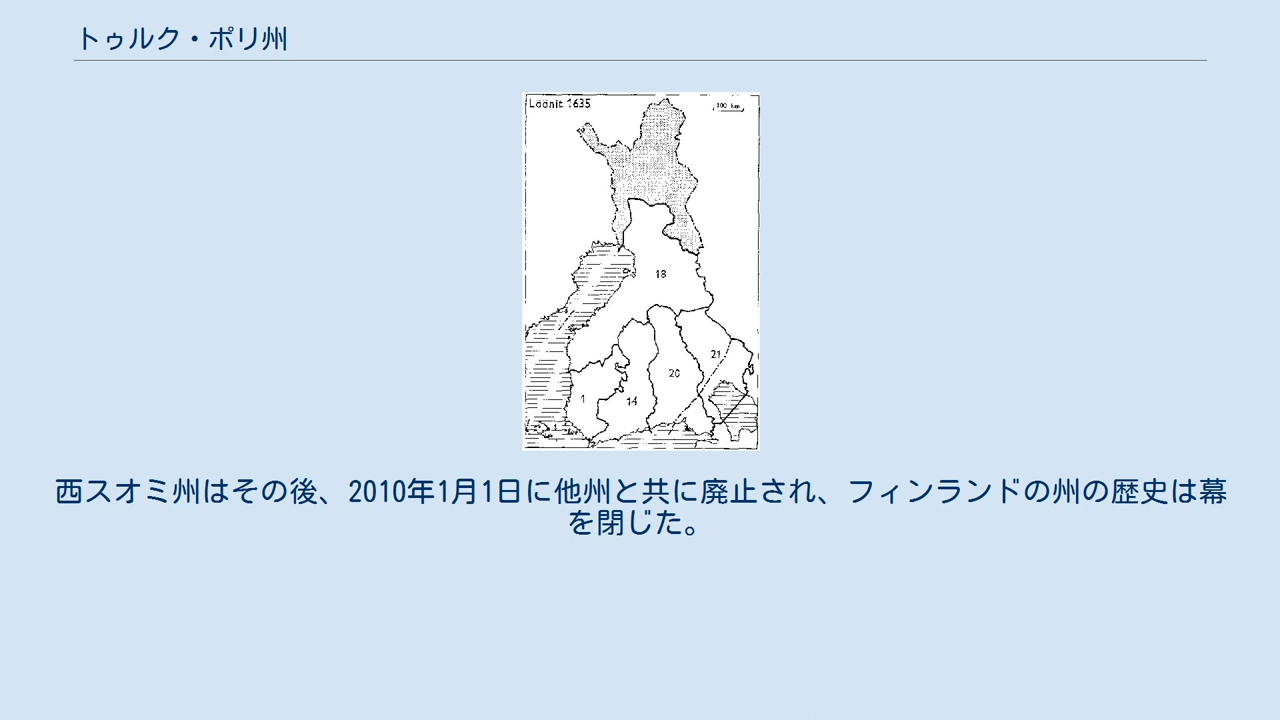 トゥルク・ポリ州
Läänit 1635
100 km
18
21
20
1
14
西スオミ州はその後、2010年1月1日に他州と共に廃止され、フィンランドの州の歴史は幕
を閉じた。